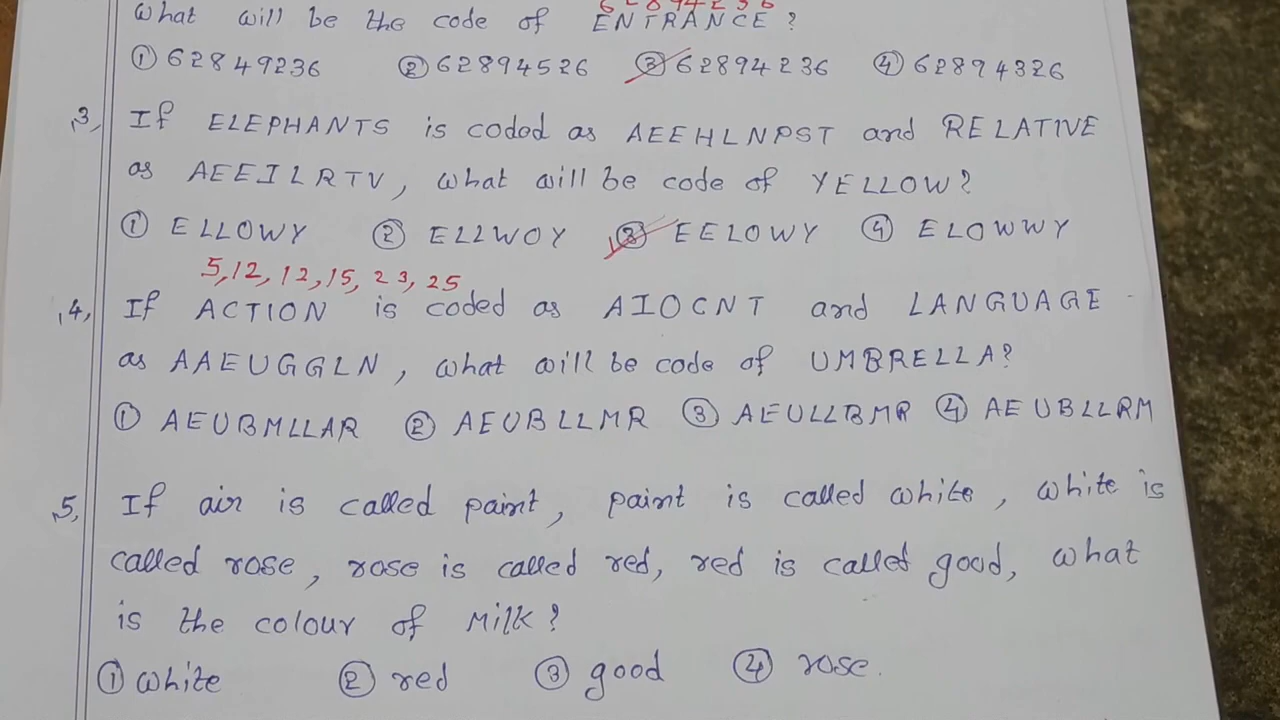 What will be the code of ENTRANCE?
① 62849236 ② 62894526 ③ 62894236 ④ 62894326
3, If ELEPHANTS is coded as AEEHLNPST and RELATIVE
as AEEILRTV, what will be code of YELLOW?
① ELLOWY ② ELLWOY ③ EELOWY ④ ELOWWY
5, 12, 12, 15, 23, 25
4, If ACTION is coded as AIOCNT and LANGUAGE
as AAEUGGLN, what will be code of UMBRELLA?
① AEUBMLLAR ② AEUBLLMR ③ AEULLBMR ④ AEUBLLRM
5, If air is called paint, paint is called white, white is
called rose, rose is called red, red is called good, what
is the colour of Milk?
① white ② red ③ good ④ rose.